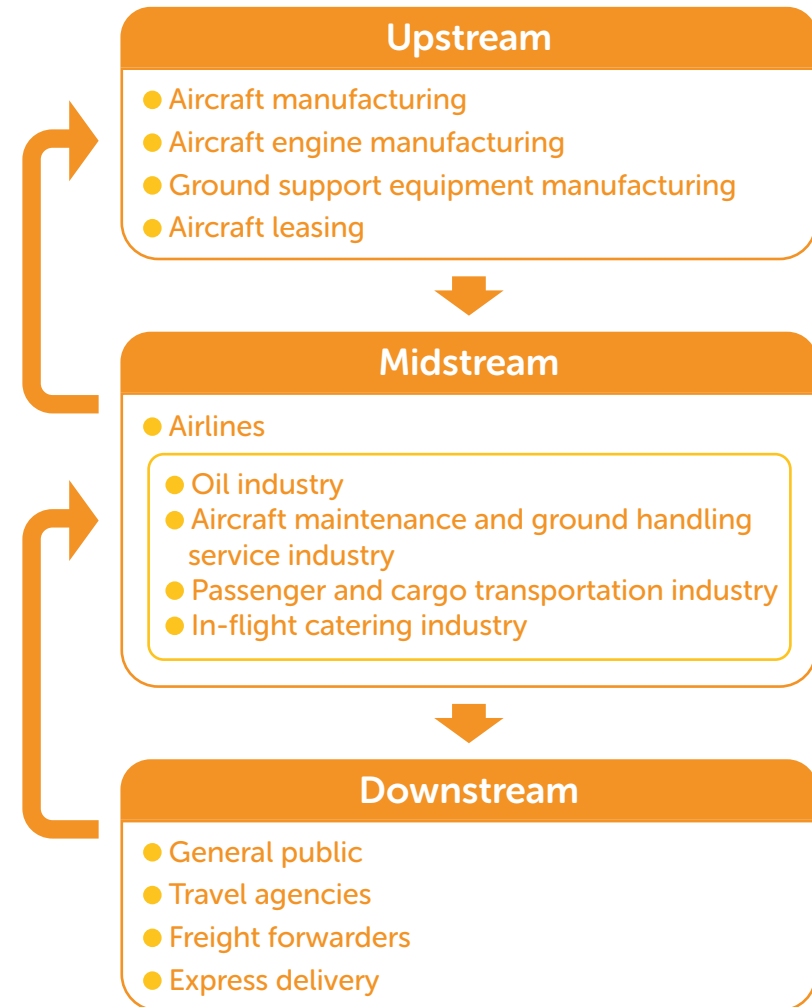 Upstream
Aircraft manufacturing
Aircraft engine manufacturing
Ground support equipment manufacturing
Aircraft leasing
Midstream
Airlines
Oil industry
Aircraft maintenance and ground handling
service industry
Passenger and cargo transportation industry
In-flight catering industry
Downstream
General public
Travel agencies
Freight forwarders
Express delivery